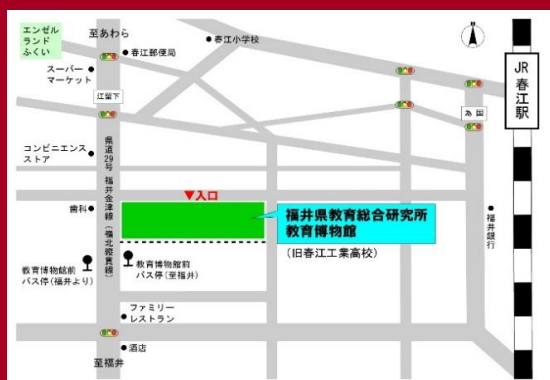 エンゼル
ランド
ふくい
至あわら
春江郵便局
春江小学校
スーパー
マーケット
江留下
JR
春江駅
為国
コンビニエンス
ストア
県道29号 福井金津線(福北縦貫線)
▼入口
歯科
福井県教育総合研究所
教育博物館
(旧春江工業高校)
福井銀行
教育博物館前
バス停(福井より)
教育博物館前
バス停(至福井)
ファミリー
レストラン
酒店
至福井